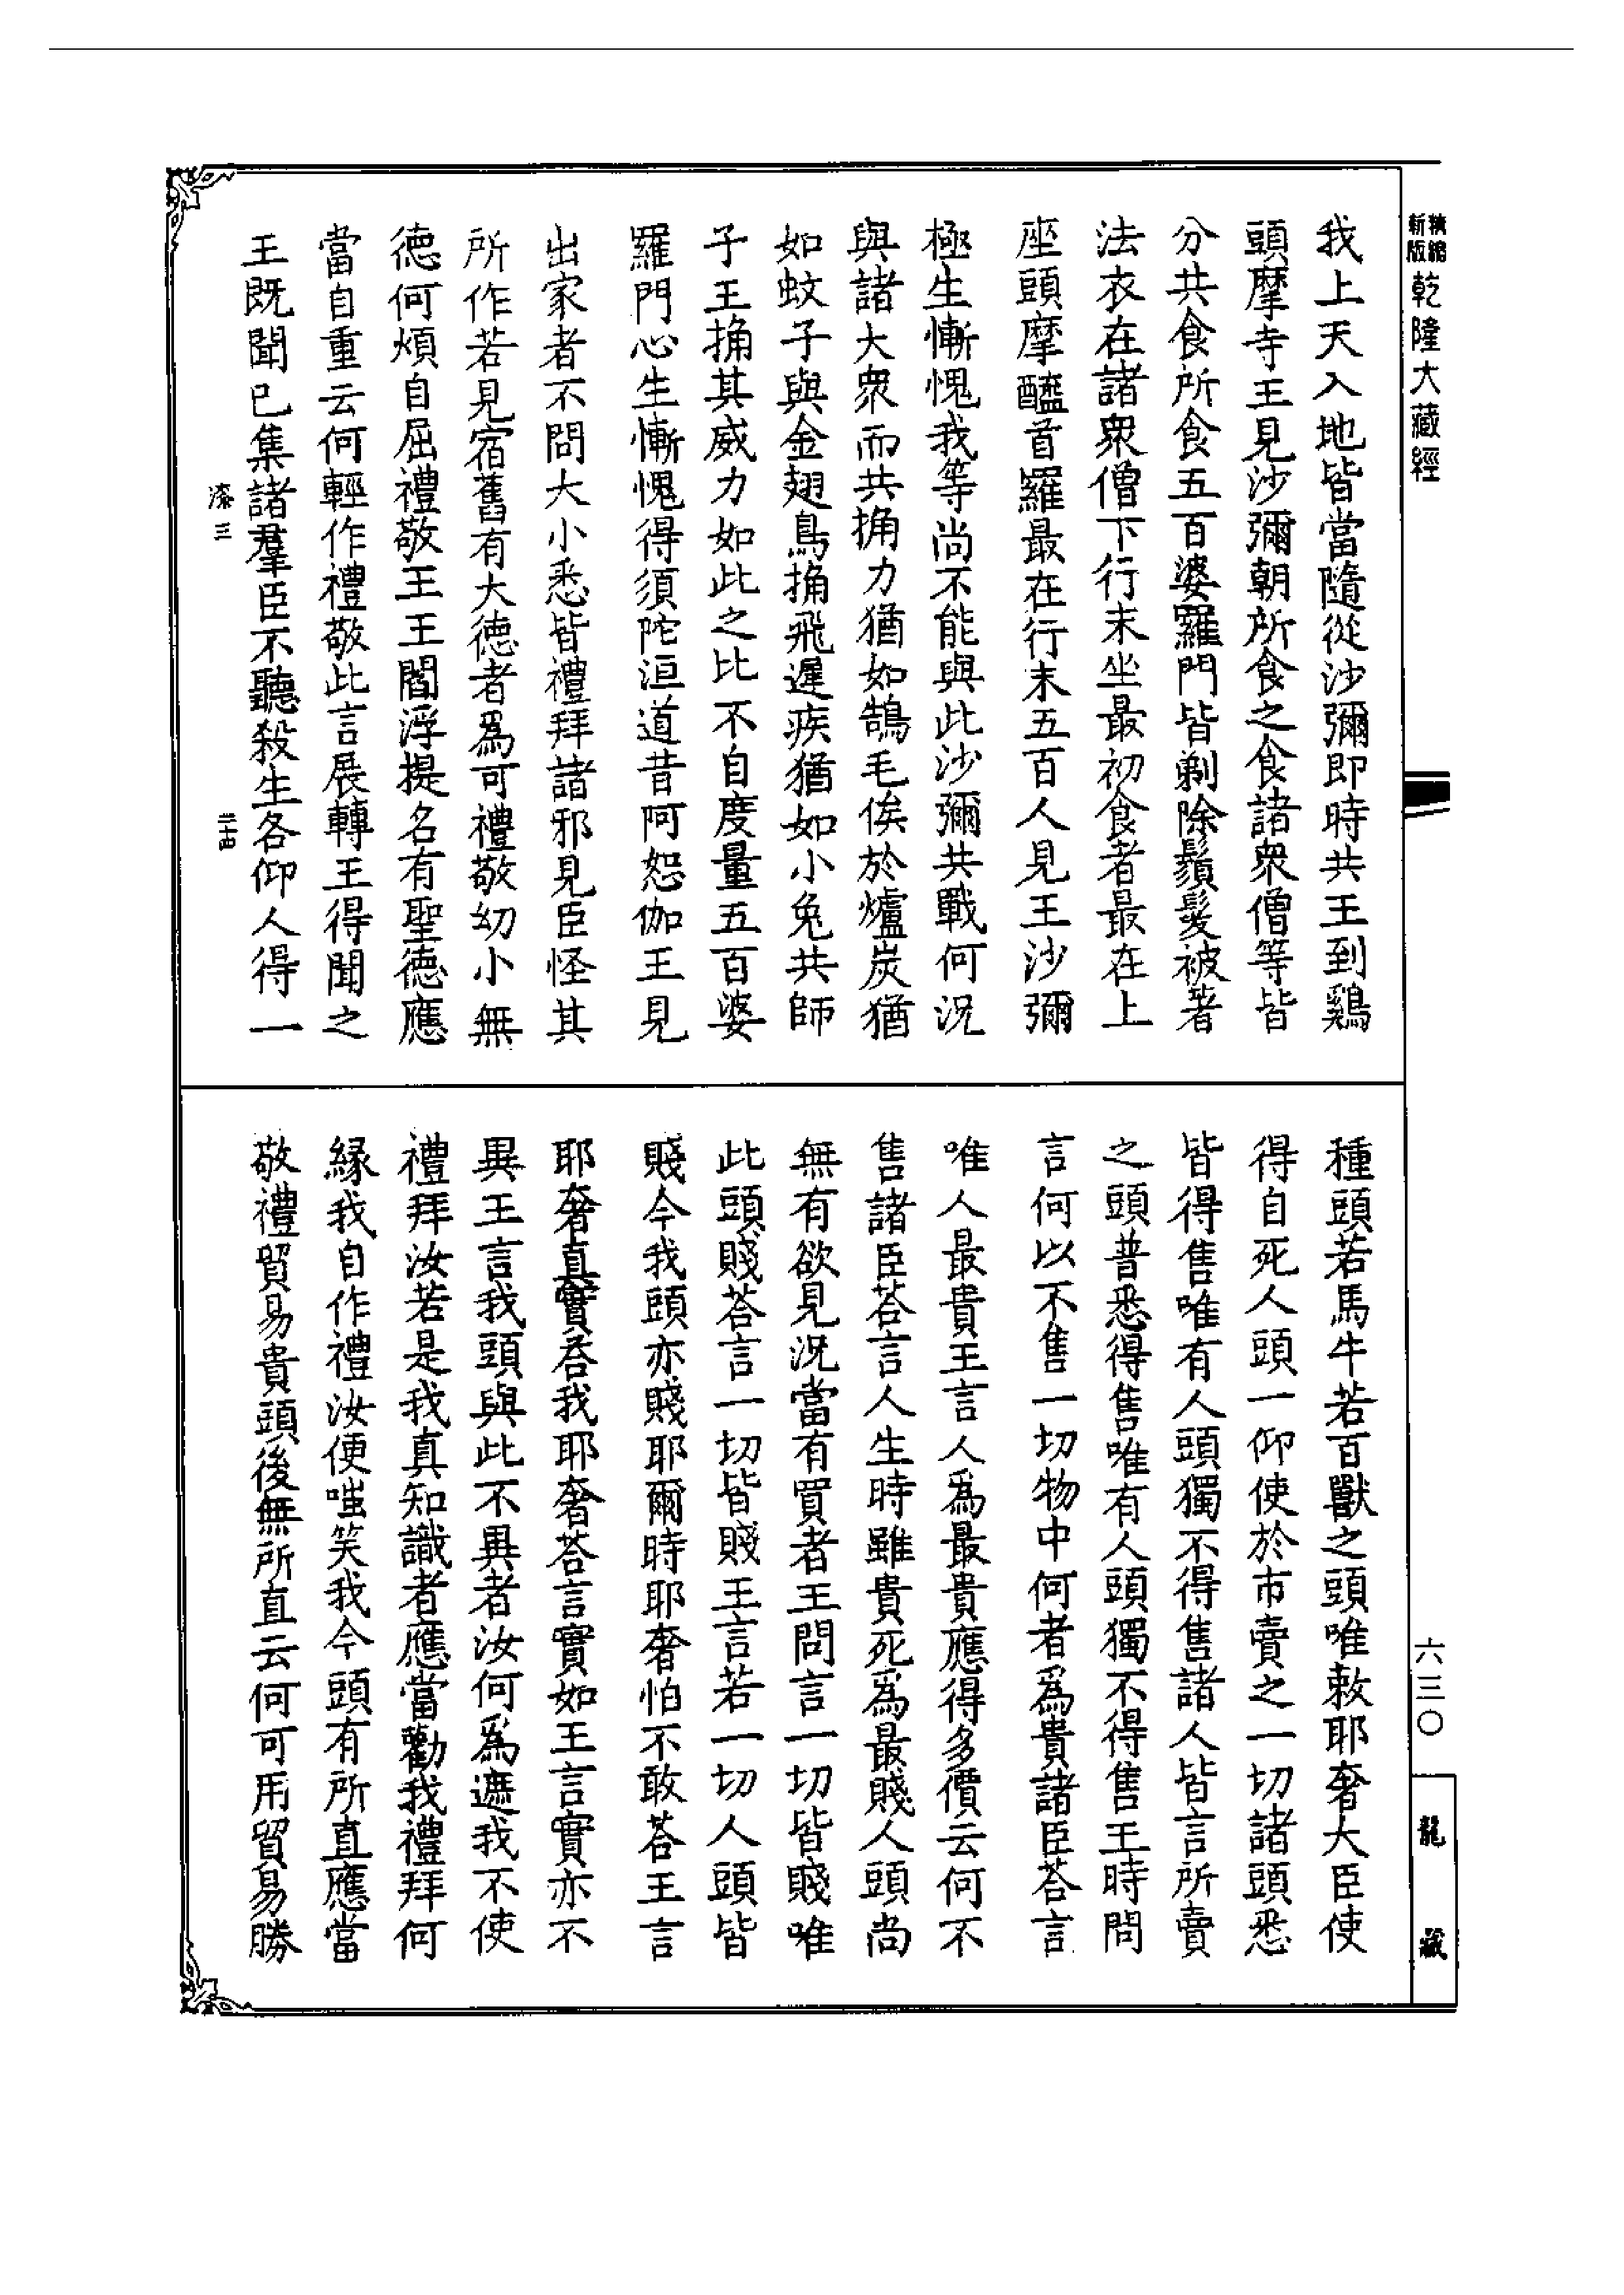 精縮
新版
乾隆大藏經
我上天入地皆當隨從沙彌即時共王到鷄
頭摩寺王見沙彌朝所食之食諸衆僧等皆
分共食所食五百婆羅門皆剃除鬚髮被著
法衣在諸衆僧下行末坐最初食者最在上
座頭摩醯首羅最在行末五百人見王沙彌
極生慚愧我等尚不能與此沙彌共戰何況
與諸大衆而共捔力猶如鵠毛俟於爐炭猶
如蚊子與金翅鳥捔飛遲疾猶如小兔共師
子王捔其威力如此之比不自度量五百婆
羅門心生慚愧得須陀洹道昔阿恕伽王見
出家者不問大小悉皆禮拜諸邪見臣怪其
所作若見宿舊有大德者爲可禮敬幼小無
德何煩自屈禮敬王王閻浮提名有聖德應
當自重云何輕作禮敬此言展轉王得聞之
王既聞已集諸羣臣不聽殺生各仰人得一
漆三
二十四
種頭若馬牛若百獸之頭唯敕耶奢大臣使
得自死人頭一仰使於市賣之一切諸頭悉
皆得售唯有人頭獨不得售諸人皆言所賣
之頭普悉得售唯有人頭獨不得售王時問
言何以不售一切物中何者爲貴諸臣荅言
唯人最貴王言人爲最貴應得多價云何不
售諸臣荅言人生時雖貴死爲最賤人頭尚
無有欲見況當有買者王問言一切皆賤唯
此頭賤荅言一切皆賤王言若一切人頭皆
賤今我頭亦賤耶爾時耶奢怕不敢荅王言
耶奢直實荅我耶奢荅言實如王言實亦不
異王言我頭與此不異者汝何爲遮我不使
禮拜汝若是我真知識者應當勸我禮拜何
緣我自作禮汝便嗤笑我今頭有所直應當
敬禮貿易貴頭後無所直云何可用貿易勝
六三〇
龍藏